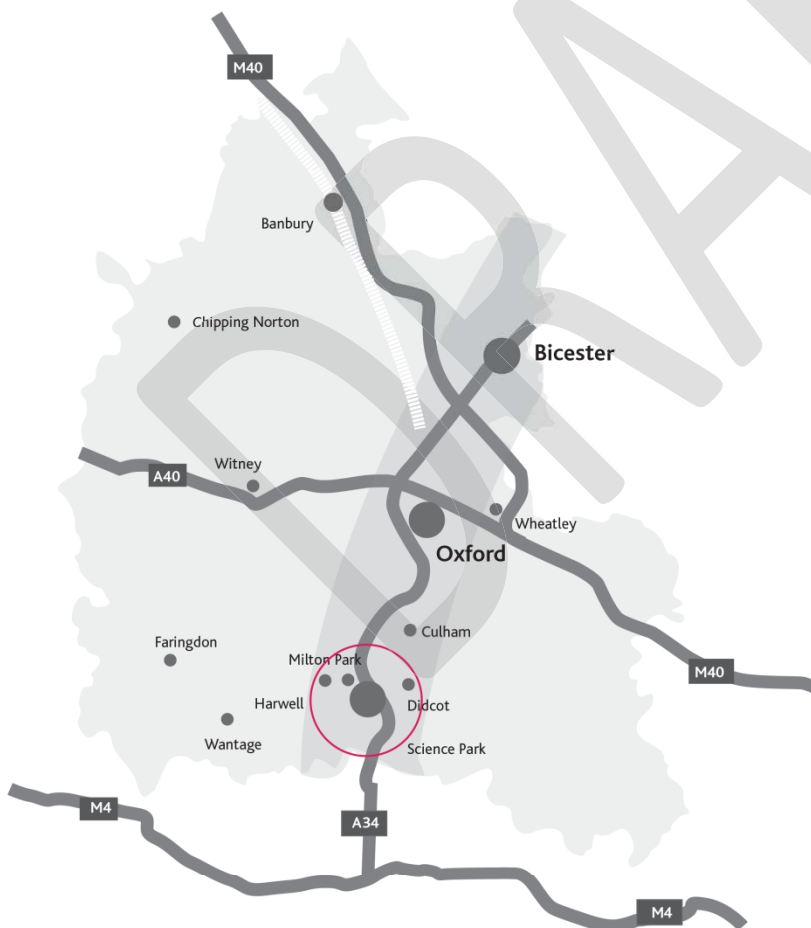 M40
Banbury
Chipping Norton
Bicester
Witney
A40
Wheatley
Oxford
Culham
Faringdon
Milton Park
M40
Harwell
Didcot
Wantage
Science Park
M4
A34
M4